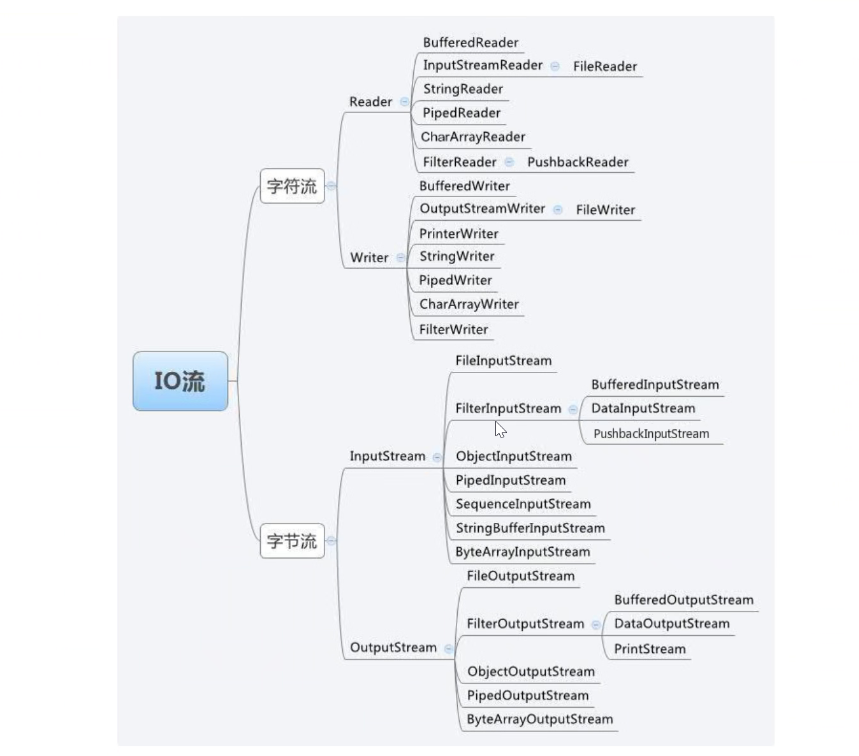 IO流
字符流
Reader
BufferedReader
InputStreamReader
FileReader
StringReader
PipedReader
CharArrayReader
FilterReader
PushbackReader
Writer
BufferedWriter
OutputStreamWriter
FileWriter
PrinterWriter
StringWriter
PipedWriter
CharArrayWriter
FilterWriter
字节流
InputStream
FileInputStream
FilterInputStream
BufferedInputStream
DataInputStream
PushbackInputStream
ObjectInputStream
PipedInputStream
SequenceInputStream
StringBufferInputStream
ByteArrayInputStream
OutputStream
FileOutputStream
FilterOutputStream
BufferedOutputStream
DataOutputStream
PrintStream
ObjectOutputStream
PipedOutputStream
ByteArrayOutputStream